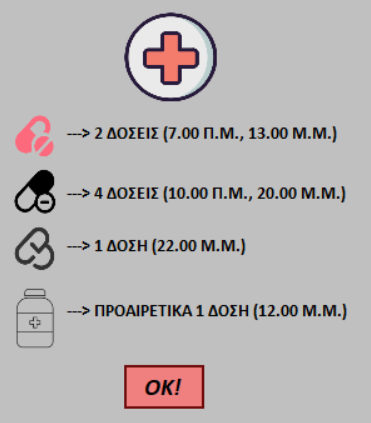 ---> 2 ΔΟΣΕΙΣ (7.00 Π.Μ., 13.00 Μ.Μ.)
---> 4 ΔΟΣΕΙΣ (10.00 Π.Μ., 20.00 Μ.Μ.)
---> 1 ΔΟΣΗ (22.00 Μ.Μ.)
---> ΠΡΟΑΙΡΕΤΙΚΑ 1 ΔΟΣΗ (12.00 Μ.Μ.)
OK!